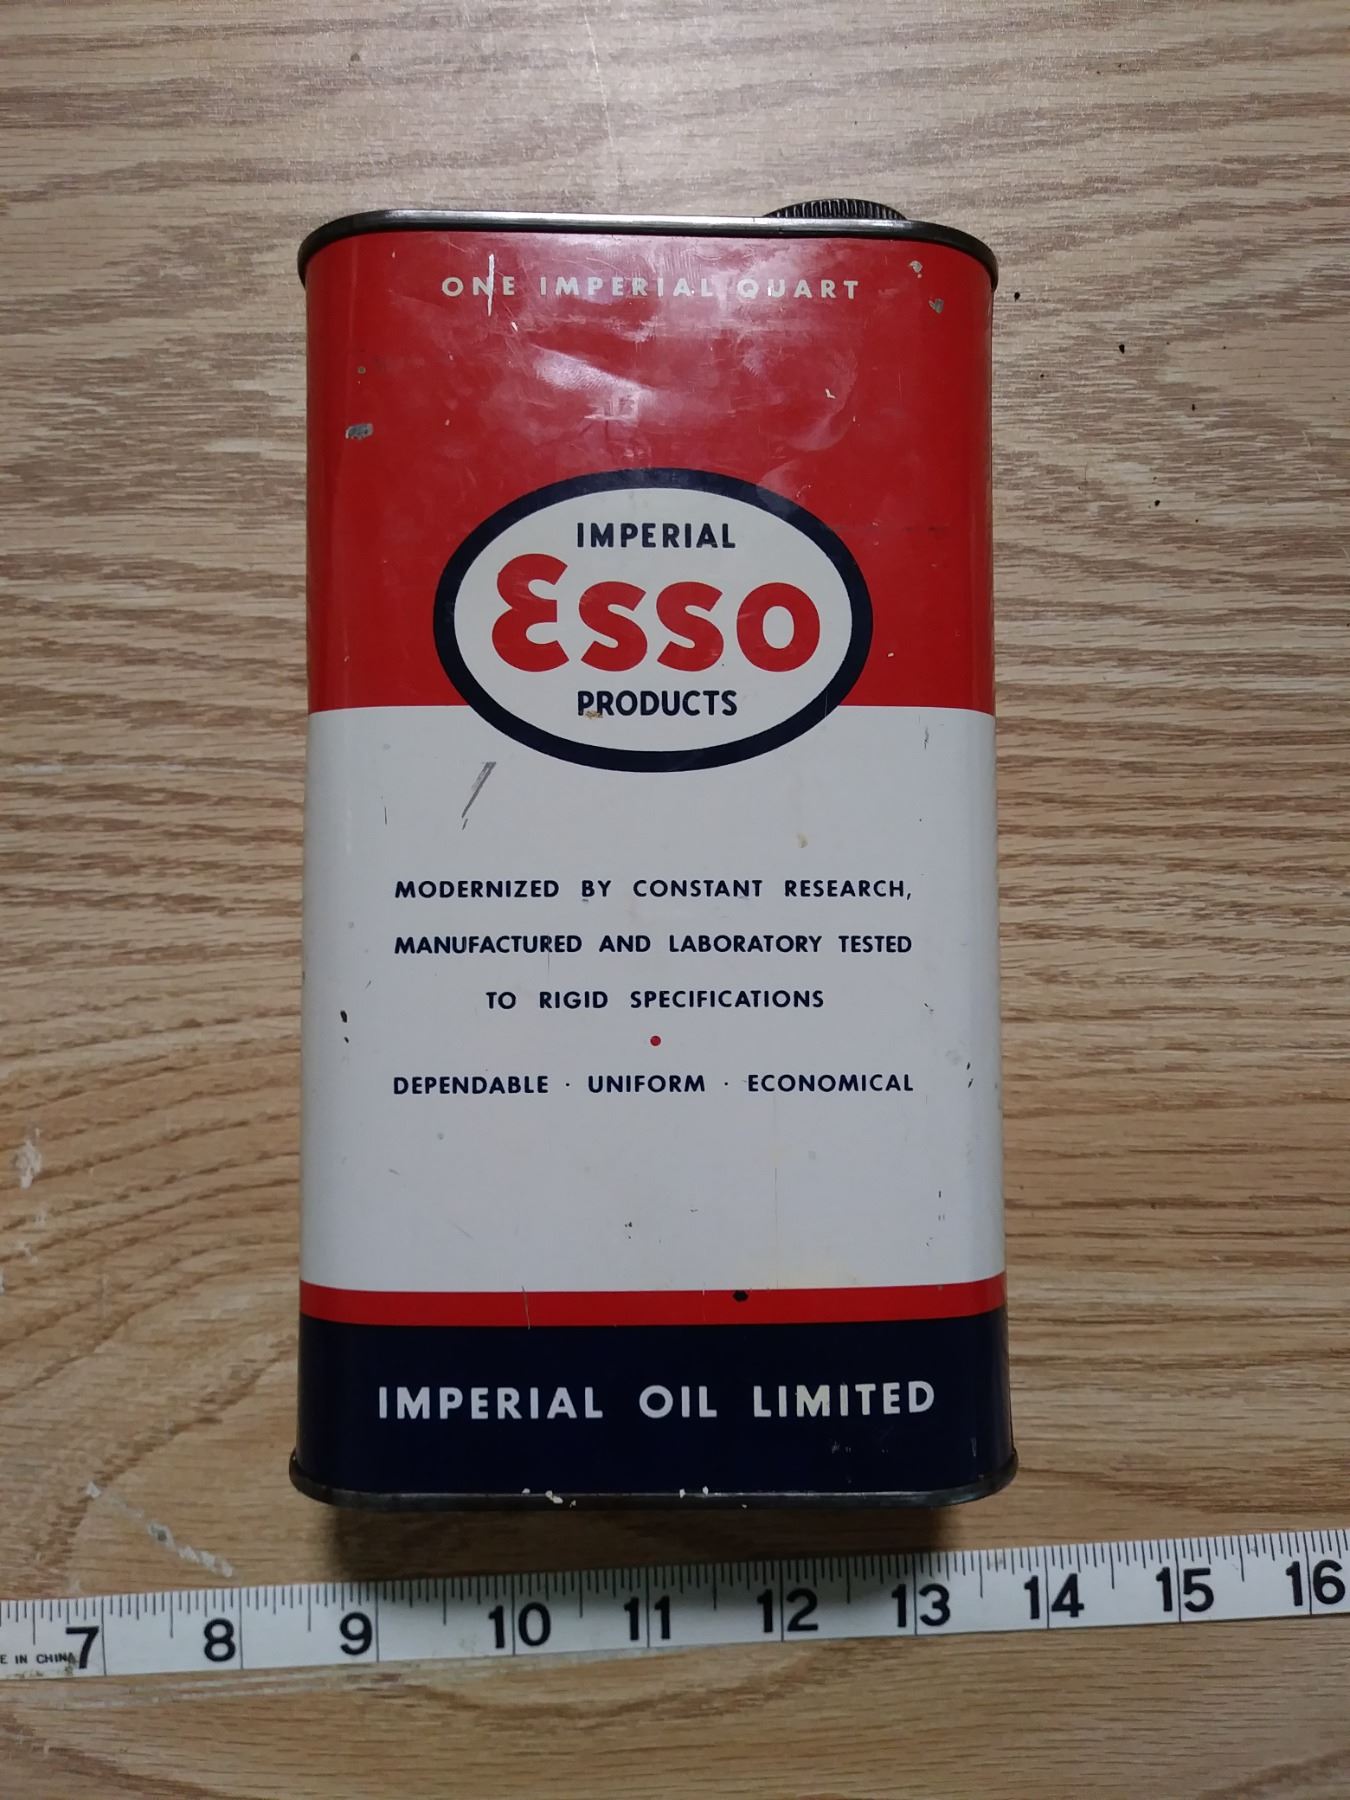 ONE IMPERIAL QUART
IMPERIAL
Esso
PRODUCTS
MODERNIZED BY CONSTANT RESEARCH,
MANUFACTURED AND LABORATORY TESTED
TO RIGID SPECIFICATIONS
•
DEPENDABLE · UNIFORM · ECONOMICAL
IMPERIAL OIL LIMITED
7 8 9 10 11 12 13 14 15 16
E IN CHINA